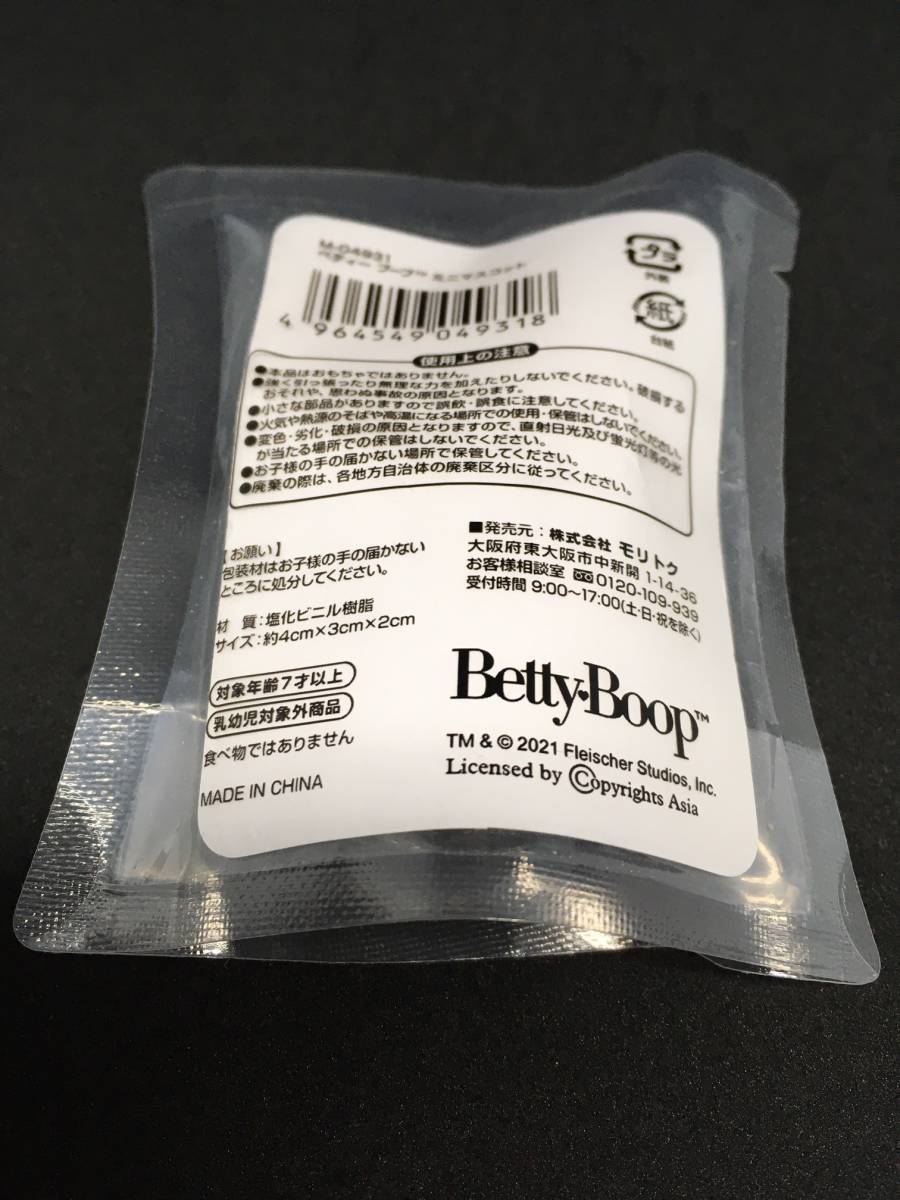 M-04931
ベティー ブープ™ ミニマスコット
4 964549 049318
プラ
外装
紙
台紙
使用上の注意
●本品はおもちゃではありません。
●強く引っ張ったり無理な力を加えたりしないでください。破損する
おそれや、思わぬ事故の原因となります。
●小さな部品がありますので誤飲・誤食に注意してください。
●火気や熱源のそばや高温になる場所での使用・保管はしないでください。
●変色・劣化・破損の原因となりますので、直射日光及び蛍光灯等の光
が当たる場所での保管はしないでください。
●お子様の手の届かない場所で保管してください。
●廃棄の際は、各地方自治体の廃棄区分に従ってください。
【お願い】
包装材はお子様の手の届かない
ところに処分してください。
材 質：塩化ビニル樹脂
サイズ：約4cm×3cm×2cm
対象年齢7才以上
乳幼児対象外商品
食べ物ではありません
MADE IN CHINA
■発売元：株式会社 モリトク
大阪府東大阪市中新開 1-14-36
お客様相談室 0120-109-939
受付時間 9:00〜17:00(土・日・祝を除く)
Betty Boop™
TM & © 2021 Fleischer Studios, Inc.
Licensed by Copyrights Asia